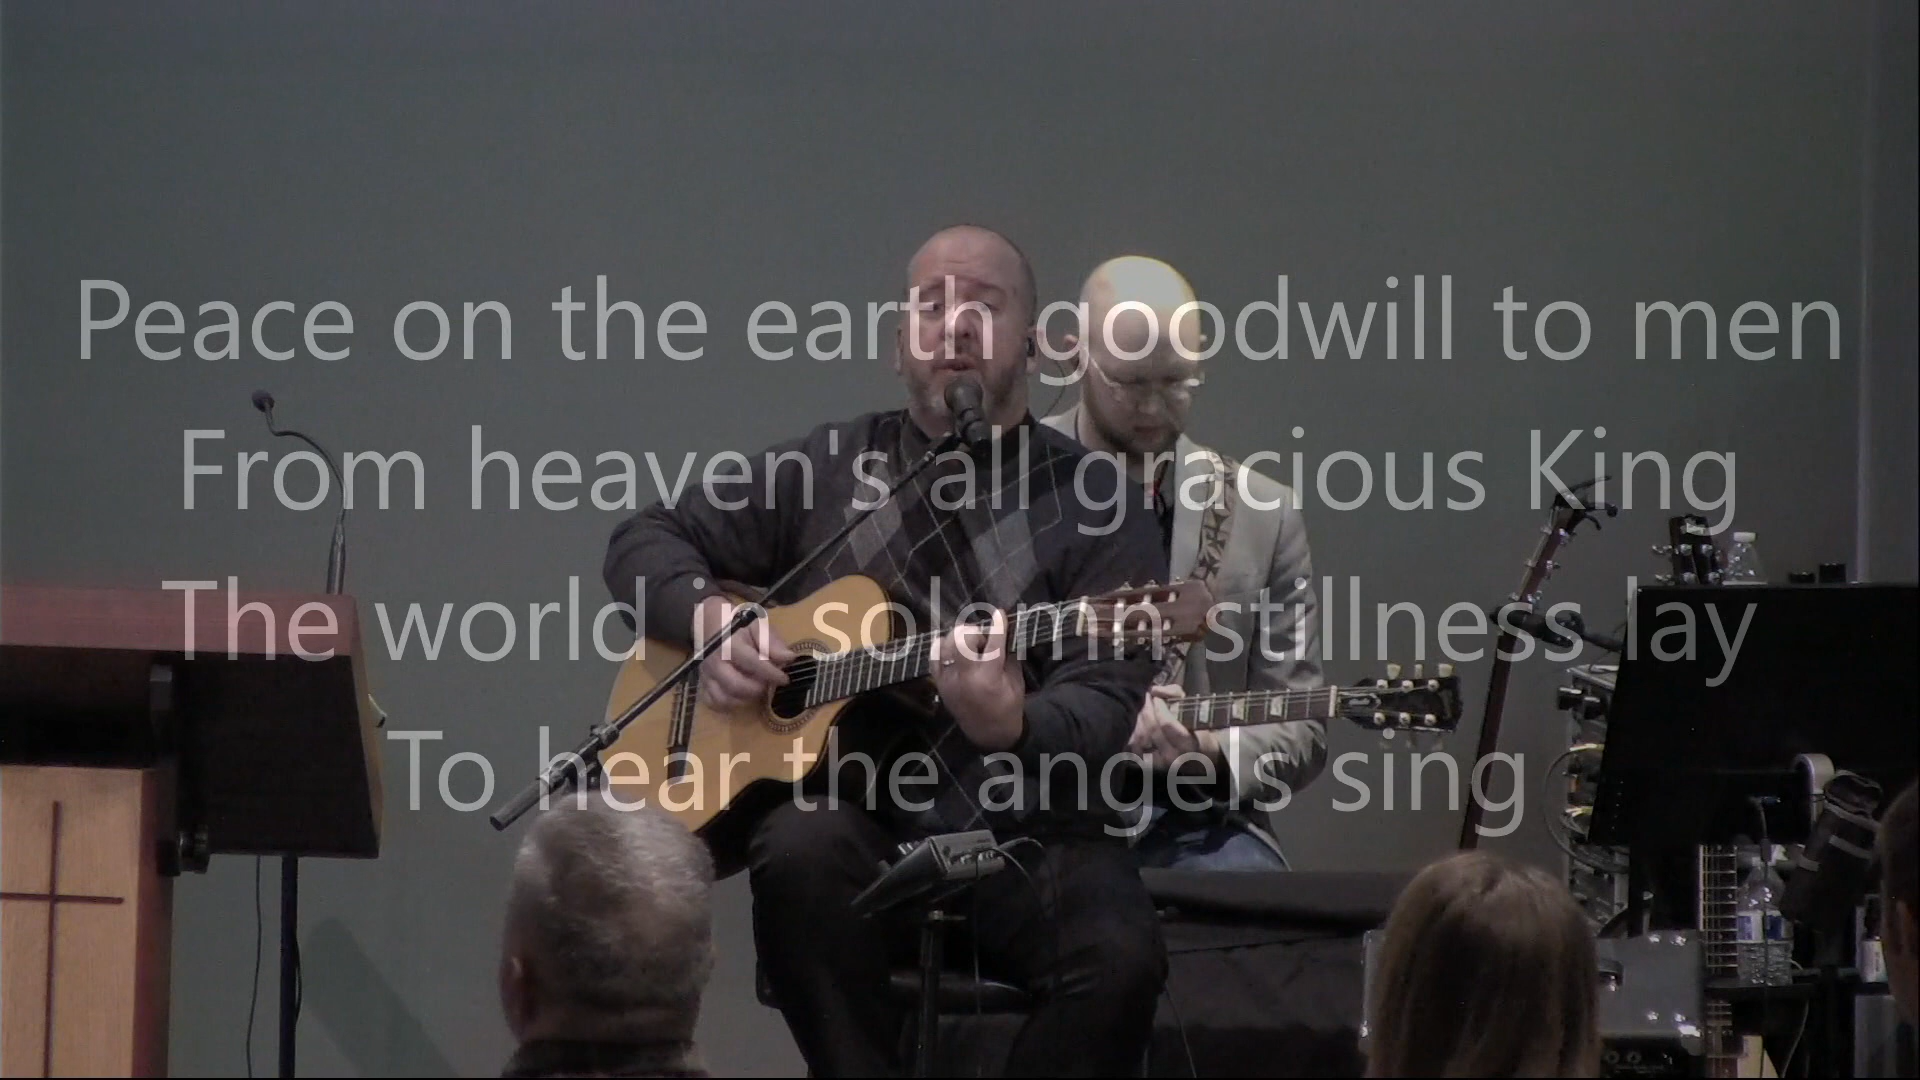 Peace on the earth goodwill to men
From heaven's all gracious King
The world in solemn stillness lay
To hear the angels sing